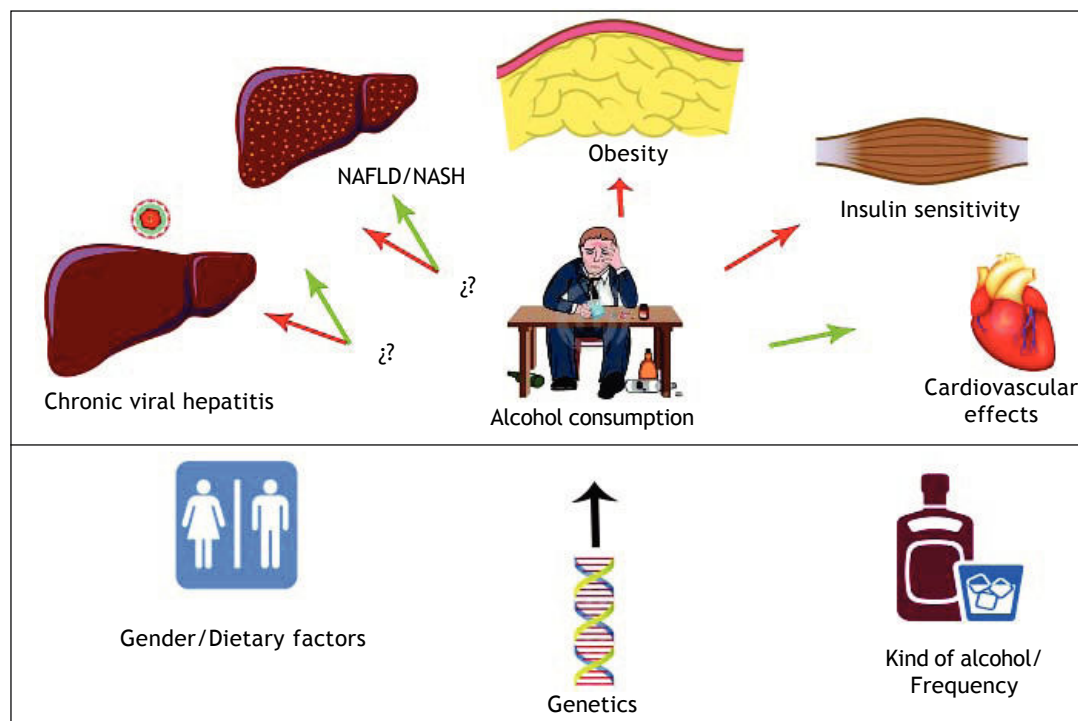 Obesity
NAFLD/NASH
Insulin sensitivity
¿?
¿?
Chronic viral hepatitis
Alcohol consumption
Cardiovascular
effects
Gender/Dietary factors
Genetics
Kind of alcohol/
Frequency